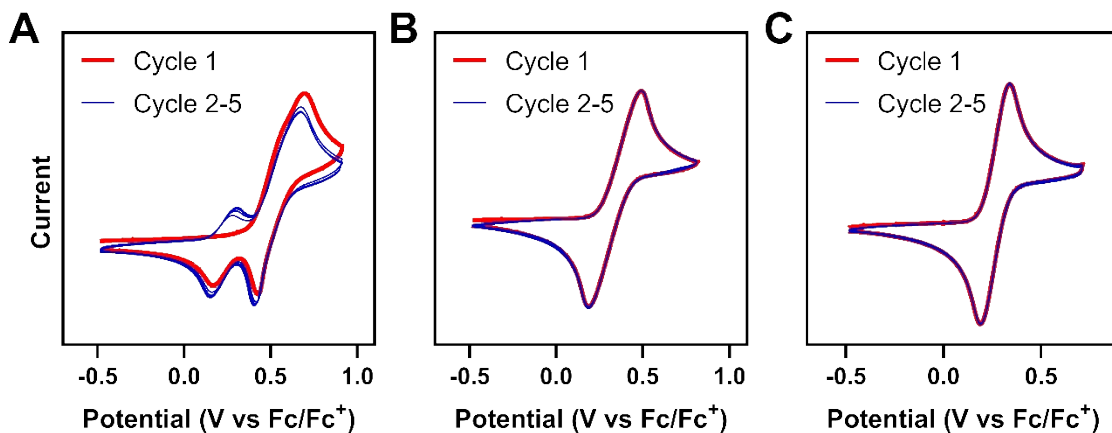 A
Cycle 1
Cycle 2-5
Current
-0.5 0.0 0.5 1.0
Potential (V vs Fc/Fc⁺)
B
Cycle 1
Cycle 2-5
-0.5 0.0 0.5 1.0
Potential (V vs Fc/Fc⁺)
C
Cycle 1
Cycle 2-5
-0.5 0.0 0.5
Potential (V vs Fc/Fc⁺)